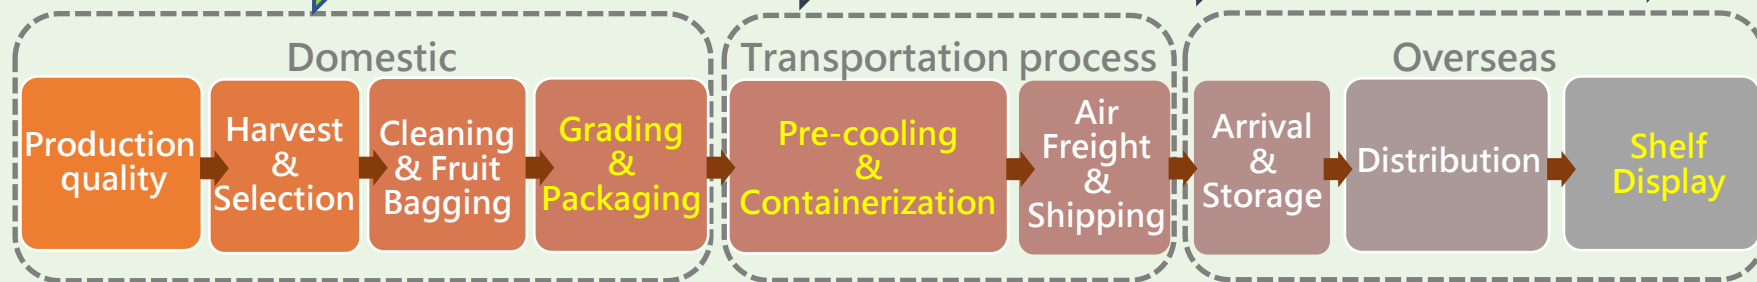 Domestic
Production
quality
Harvest
&
Selection
Cleaning
& Fruit
Bagging
Grading
&
Packaging
Transportation process
Pre-cooling
&
Containerization
Air
Freight
&
Shipping
Overseas
Arrival
&
Storage
Distribution
Shelf
Display